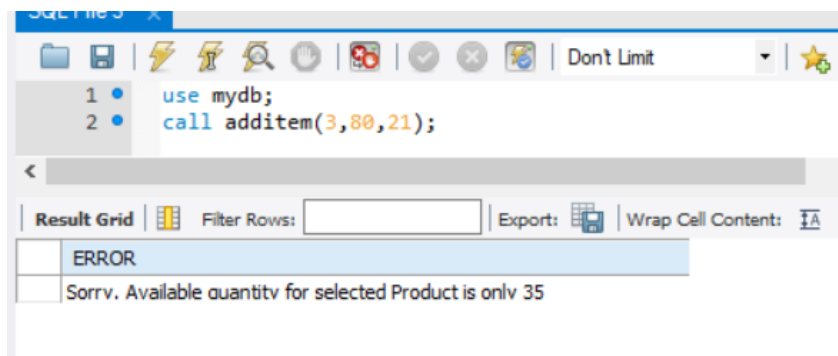 SQL File 3
Don't Limit
1 use mydb;
2 call additem(3,80,21);
Result Grid Filter Rows: Export: Wrap Cell Content: IA
ERROR
Sorry. Available quantity for selected Product is only 35